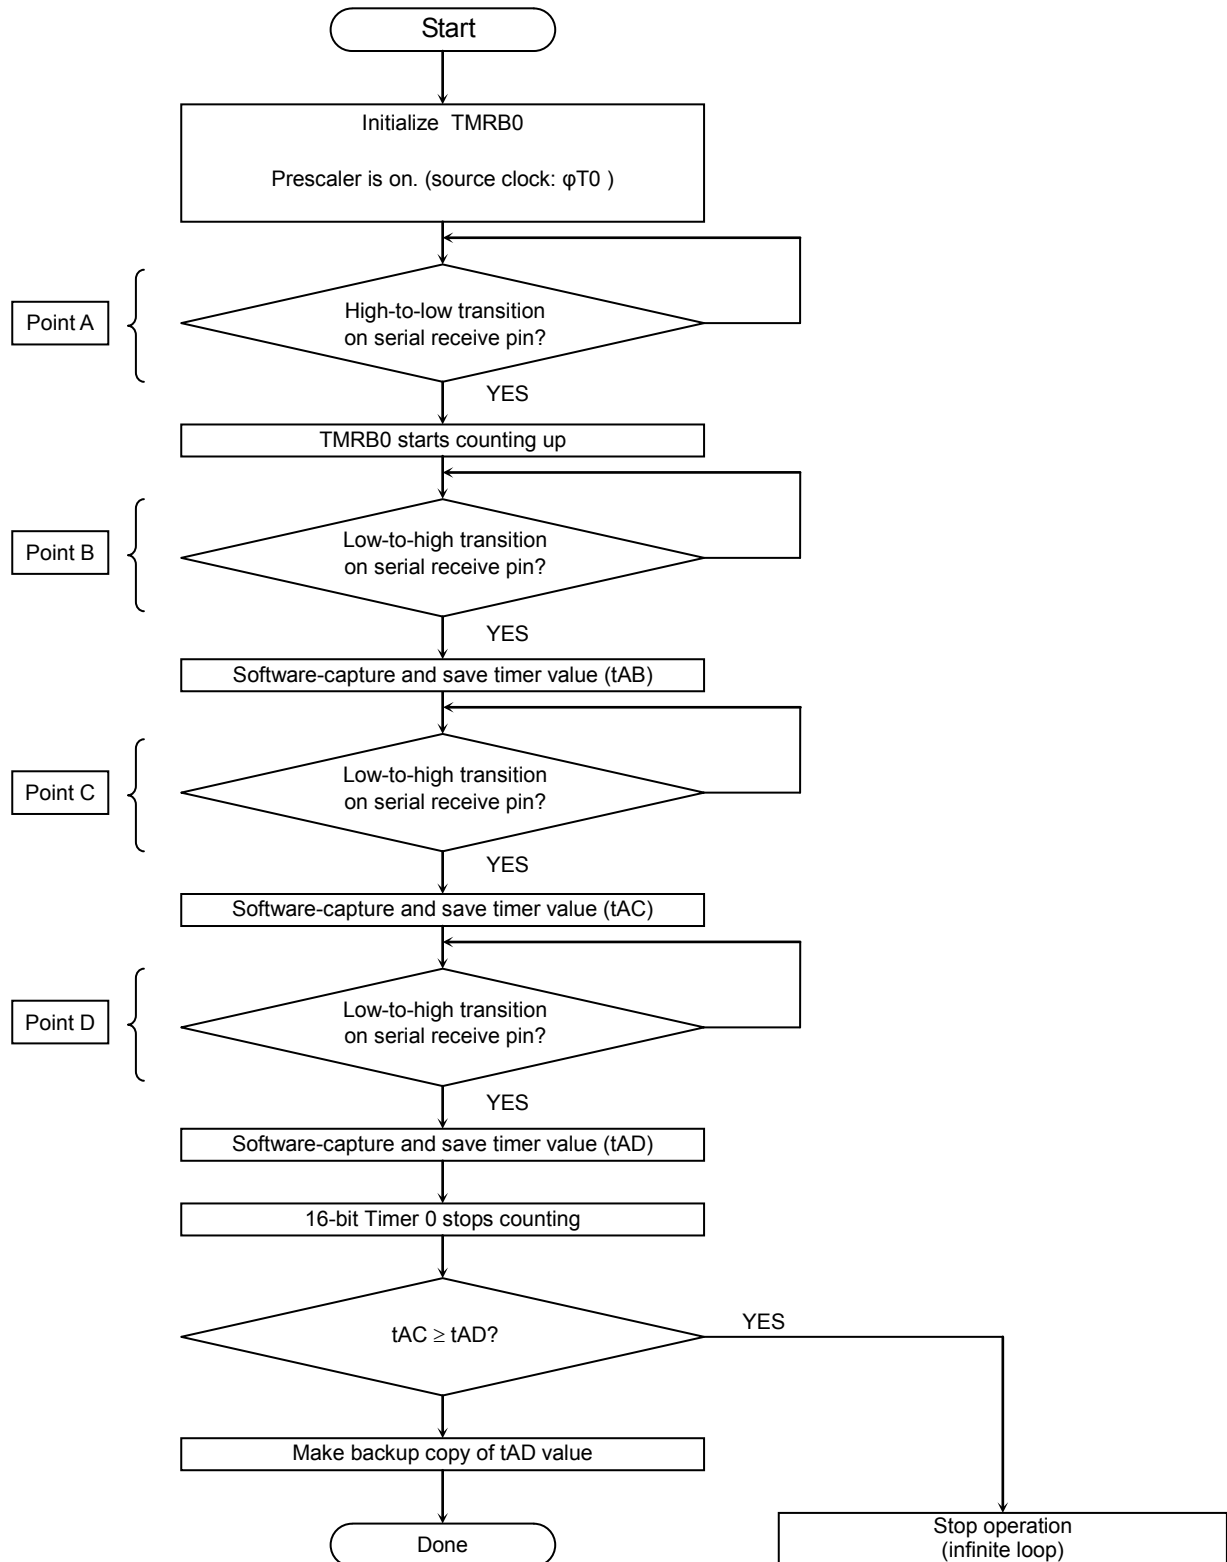 Start
Initialize TMRB0
Prescaler is on. (source clock: φT0 )
Point A
High-to-low transition
on serial receive pin?
YES
TMRB0 starts counting up
Point B
Low-to-high transition
on serial receive pin?
YES
Software-capture and save timer value (tAB)
Point C
Low-to-high transition
on serial receive pin?
YES
Software-capture and save timer value (tAC)
Point D
Low-to-high transition
on serial receive pin?
YES
Software-capture and save timer value (tAD)
16-bit Timer 0 stops counting
tAC ≥ tAD?
YES
Make backup copy of tAD value
Done
Stop operation
(infinite loop)